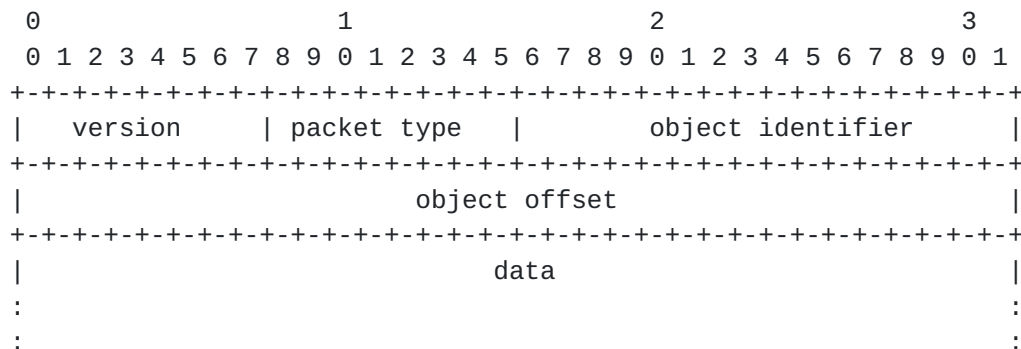 0                   1                   2                   3
 0 1 2 3 4 5 6 7 8 9 0 1 2 3 4 5 6 7 8 9 0 1 2 3 4 5 6 7 8 9 0 1
+-+-+-+-+-+-+-+-+-+-+-+-+-+-+-+-+-+-+-+-+-+-+-+-+-+-+-+-+-+-+-+-+
|   version     | packet type   |        object identifier      |
+-+-+-+-+-+-+-+-+-+-+-+-+-+-+-+-+-+-+-+-+-+-+-+-+-+-+-+-+-+-+-+-+
|                         object offset                         |
+-+-+-+-+-+-+-+-+-+-+-+-+-+-+-+-+-+-+-+-+-+-+-+-+-+-+-+-+-+-+-+-+
|                              data                             |
:                                                               :
:                                                               :